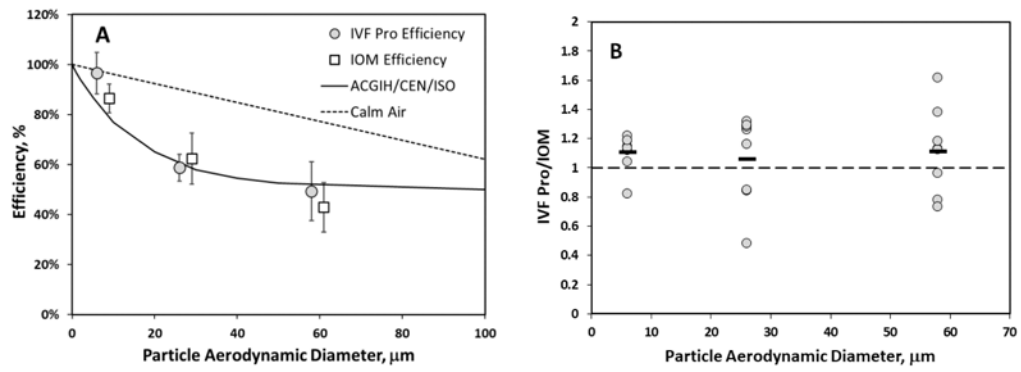 A
IVF Pro Efficiency
IOM Efficiency
ACGIH/CEN/ISO
Calm Air
120%
100%
80%
60%
40%
20%
0%
Efficiency, %
0 20 40 60 80 100
Particle Aerodynamic Diameter, μm
B
2
1.8
1.6
1.4
1.2
1
0.8
0.6
0.4
0.2
0
IVF Pro/IOM
0 10 20 30 40 50 60 70
Particle Aerodynamic Diameter, μm